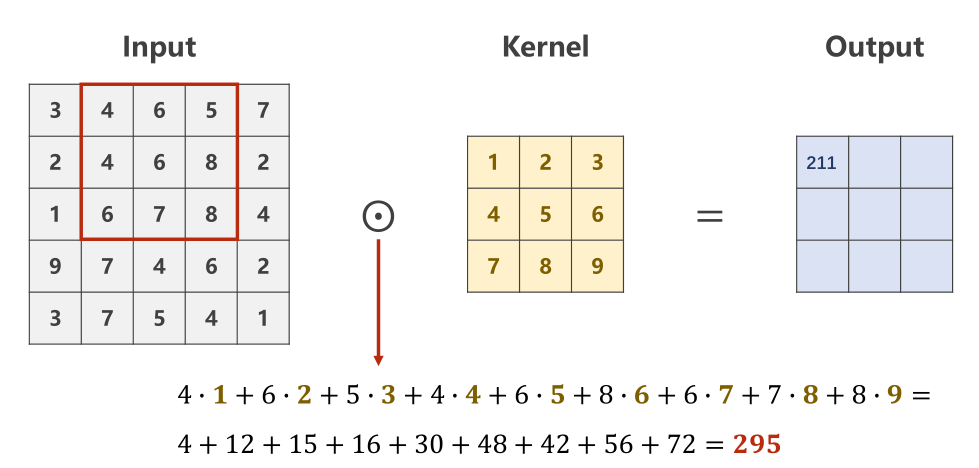 Input Kernel Output
3 4 6 5 7
2 4 6 8 2 1 2 3 211
1 6 7 8 4 ⊙ 4 5 6 =
9 7 4 6 2 7 8 9
3 7 5 4 1
4 · 1 + 6 · 2 + 5 · 3 + 4 · 4 + 6 · 5 + 8 · 6 + 6 · 7 + 7 · 8 + 8 · 9 =
4 + 12 + 15 + 16 + 30 + 48 + 42 + 56 + 72 = 295